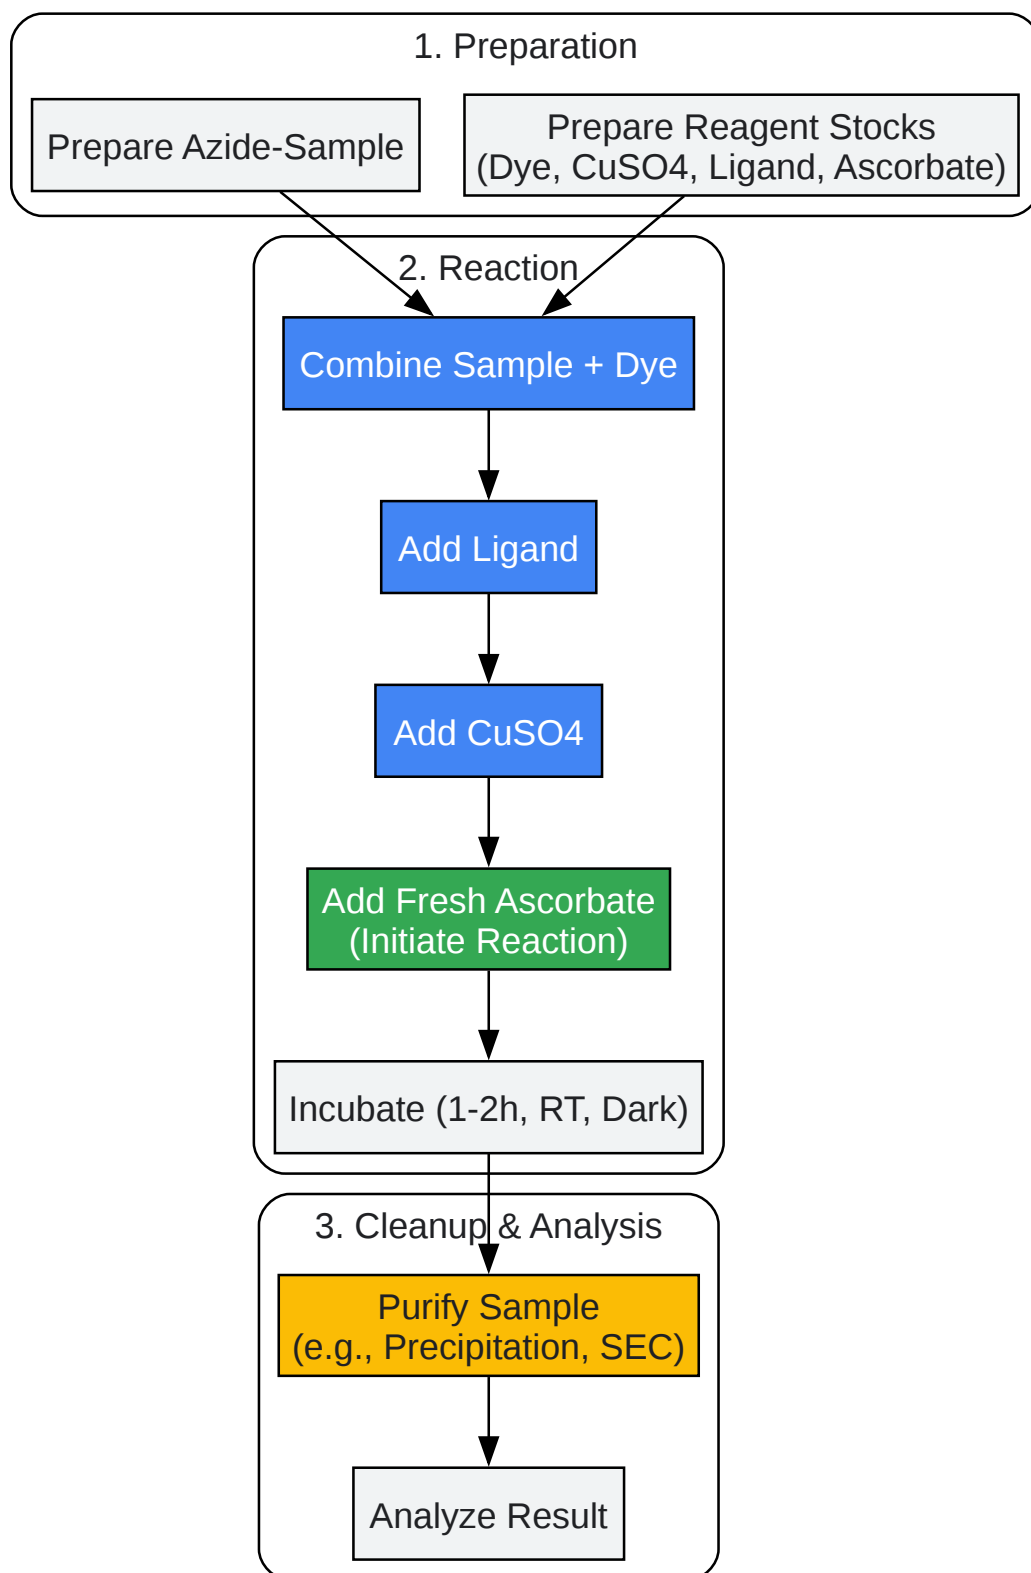 1. Preparation
Prepare Azide-Sample
Prepare Reagent Stocks
(Dye, CuSO4, Ligand, Ascorbate)
2. Reaction
Combine Sample + Dye
Add Ligand
Add CuSO4
Add Fresh Ascorbate
(Initiate Reaction)
Incubate (1-2h, RT, Dark)
3. Cleanup & Analysis
Purify Sample
(e.g., Precipitation, SEC)
Analyze Result